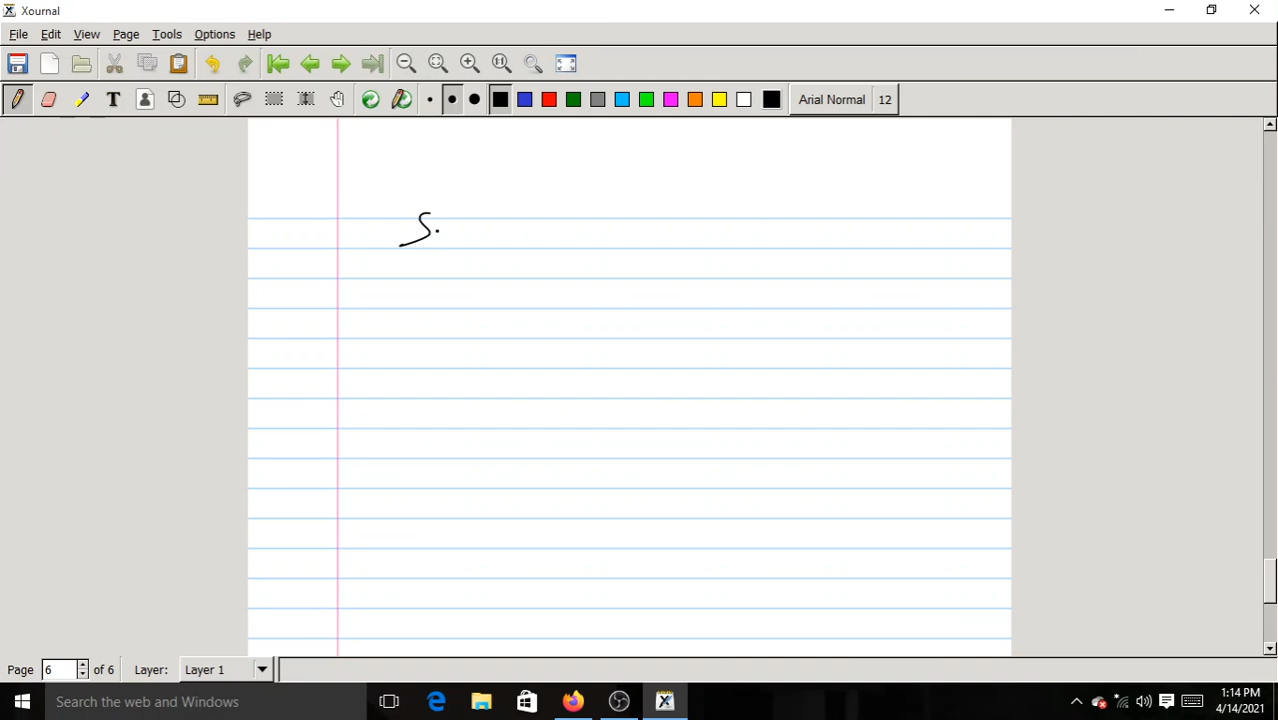 Xournal
File Edit View Page Tools Options Help
T Arial Normal 12
S
Page 6 of 6 Layer: Layer 1
Search the web and Windows 1:14 PM
4/14/2021